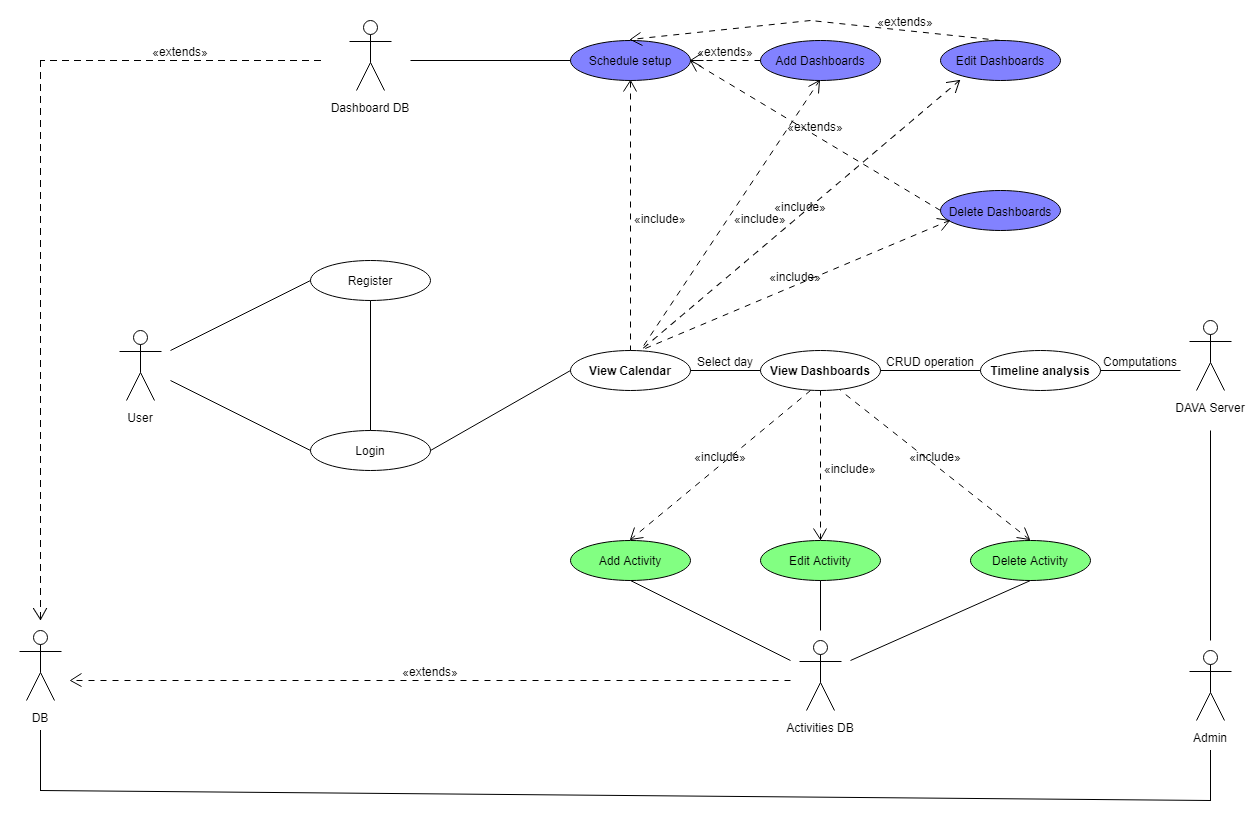 «extends»
«extends»
Schedule setup
«extends»
Add Dashboards
Edit Dashboards
Dashboard DB
«extends»
«include»
Delete Dashboards
«include»
«include»
«include»
Register
View Calendar
Select day
View Dashboards
CRUD operation
Timeline analysis
Computations
DAVA Server
User
Login
«include»
«include»
«include»
Add Activity
Edit Activity
Delete Activity
«extends»
DB
Activities DB
Admin